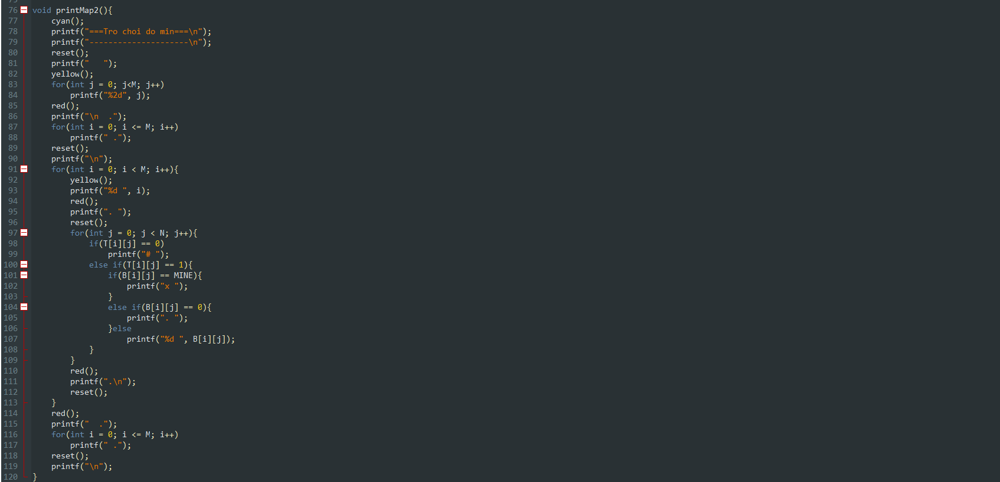 76 void printMap2(){
77     cyan();
78     printf("===Tro choi do min===\n");
79     printf("---------------------\n");
80     reset();
81     printf("   ");
82     yellow();
83     for(int j = 0; j<M; j++)
84         printf("%2d", j);
85     red();
86     printf("\n  .");
87     for(int i = 0; i <= M; i++)
88         printf(" .");
89     reset();
90     printf("\n");
91     for(int i = 0; i < M; i++){
92         yellow();
93         printf("%d ", i);
94         red();
95         printf(". ");
96         reset();
97         for(int j = 0; j < N; j++){
98             if(T[i][j] == 0)
99                 printf("# ");
100             else if(T[i][j] == 1){
101                 if(B[i][j] == MINE){
102                     printf("x ");
103                 }
104                 else if(B[i][j] == 0){
105                     printf(". ");
106                 }else
107                     printf("%d ", B[i][j]);
108             }
109         }
110         red();
111         printf(".\n");
112         reset();
113     }
114     red();
115     printf("  .");
116     for(int i = 0; i <= M; i++)
117         printf(" .");
118     reset();
119     printf("\n");
120 }